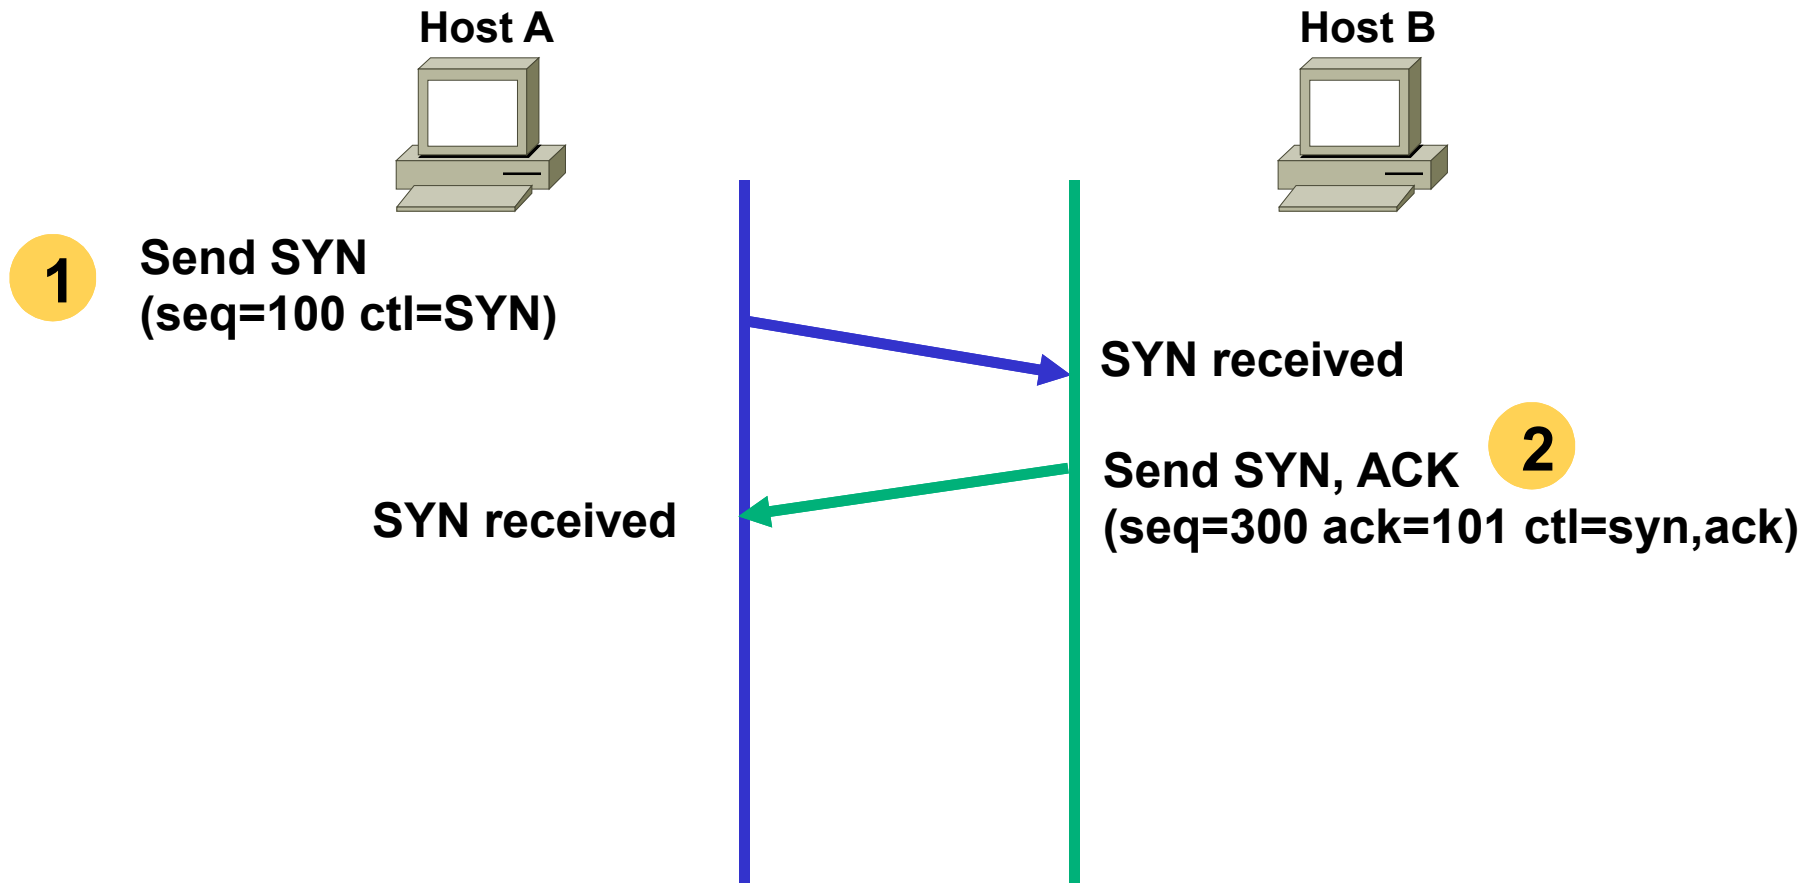 Host A
Host B
1
Send SYN
(seq=100 ctl=SYN)
SYN received
2
Send SYN, ACK
(seq=300 ack=101 ctl=syn,ack)
SYN received